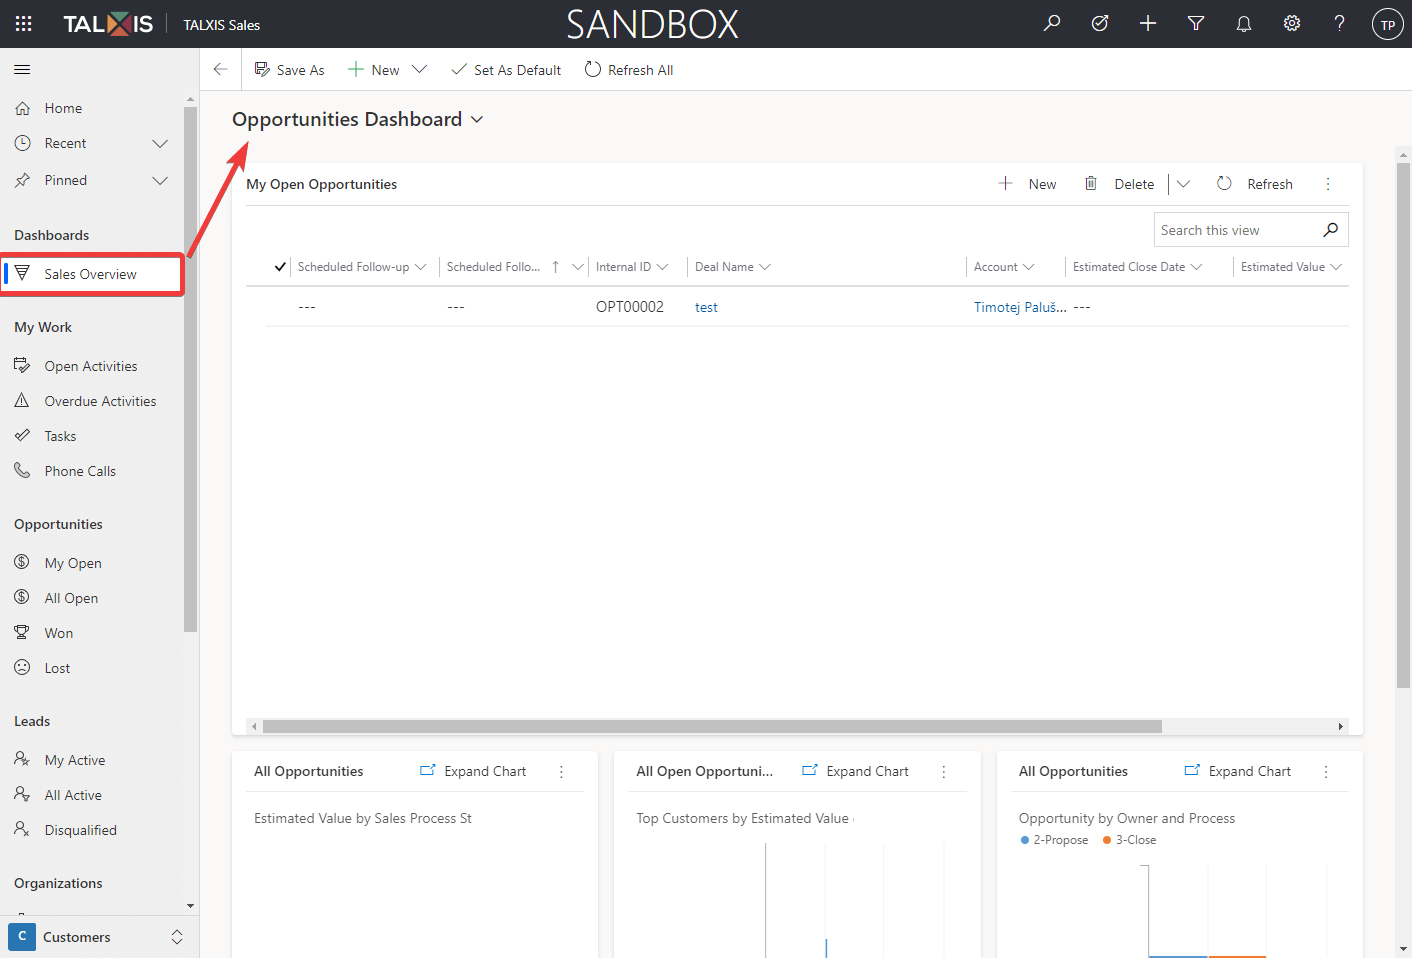 TALXIS
TALXIS Sales
SANDBOX
TP
Save As
New
Set As Default
Refresh All
Home
Recent
Pinned
Dashboards
Sales Overview
My Work
Open Activities
Overdue Activities
Tasks
Phone Calls
Opportunities
My Open
All Open
Won
Lost
Leads
My Active
All Active
Disqualified
Organizations
C
Customers
Opportunities Dashboard
My Open Opportunities
New
Delete
Refresh
Search this view
Scheduled Follow-up
Scheduled Follo...
Internal ID
Deal Name
Account
Estimated Close Date
Estimated Value
---
---
OPT00002
test
Timotej Paluš...
---
All Opportunities
Expand Chart
Estimated Value by Sales Process St
All Open Opportuni...
Expand Chart
Top Customers by Estimated Value
All Opportunities
Expand Chart
Opportunity by Owner and Process
2-Propose
3-Close